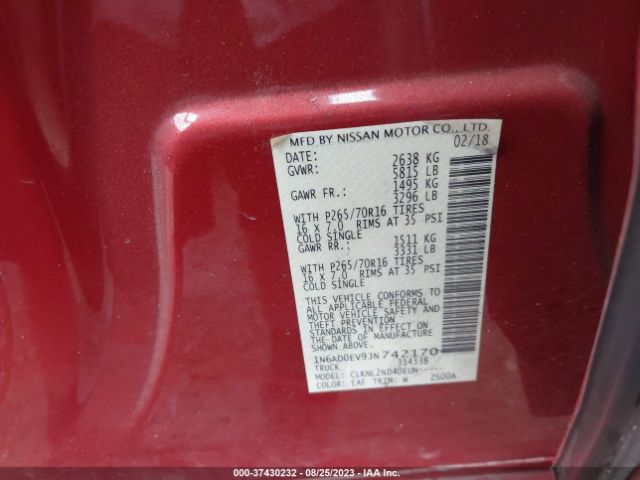 MFD BY NISSAN MOTOR CO., LTD.
DATE: 02/18
GVWR: 2638 KG
5815 LB
GAWR FR.: 1495 KG
3296 LB
WITH P265/70R16 TIRES
16 X 7.0 RIMS AT 35 PSI
COLD SINGLE
GAWR RR.: 1511 KG
3331 LB
WITH P265/70R16 TIRES
16 X 7.0 RIMS AT 35 PSI
COLD SINGLE
THIS VEHICLE CONFORMS TO
ALL APPLICABLE FEDERAL
MOTOR VEHICLE SAFETY AND
THEFT PREVENTION
STANDARDS IN EFFECT ON
THE DATE OF MANUFACTURE
SHOWN ABOVE.
1N6AD0EV93N742170
TRUCK 314338
MODEL: CLKNL2ND40EUN-----
COLOR: EAF TRIM: W 2S00A
000-37430232 - 08/25/2023 - IAA Inc.